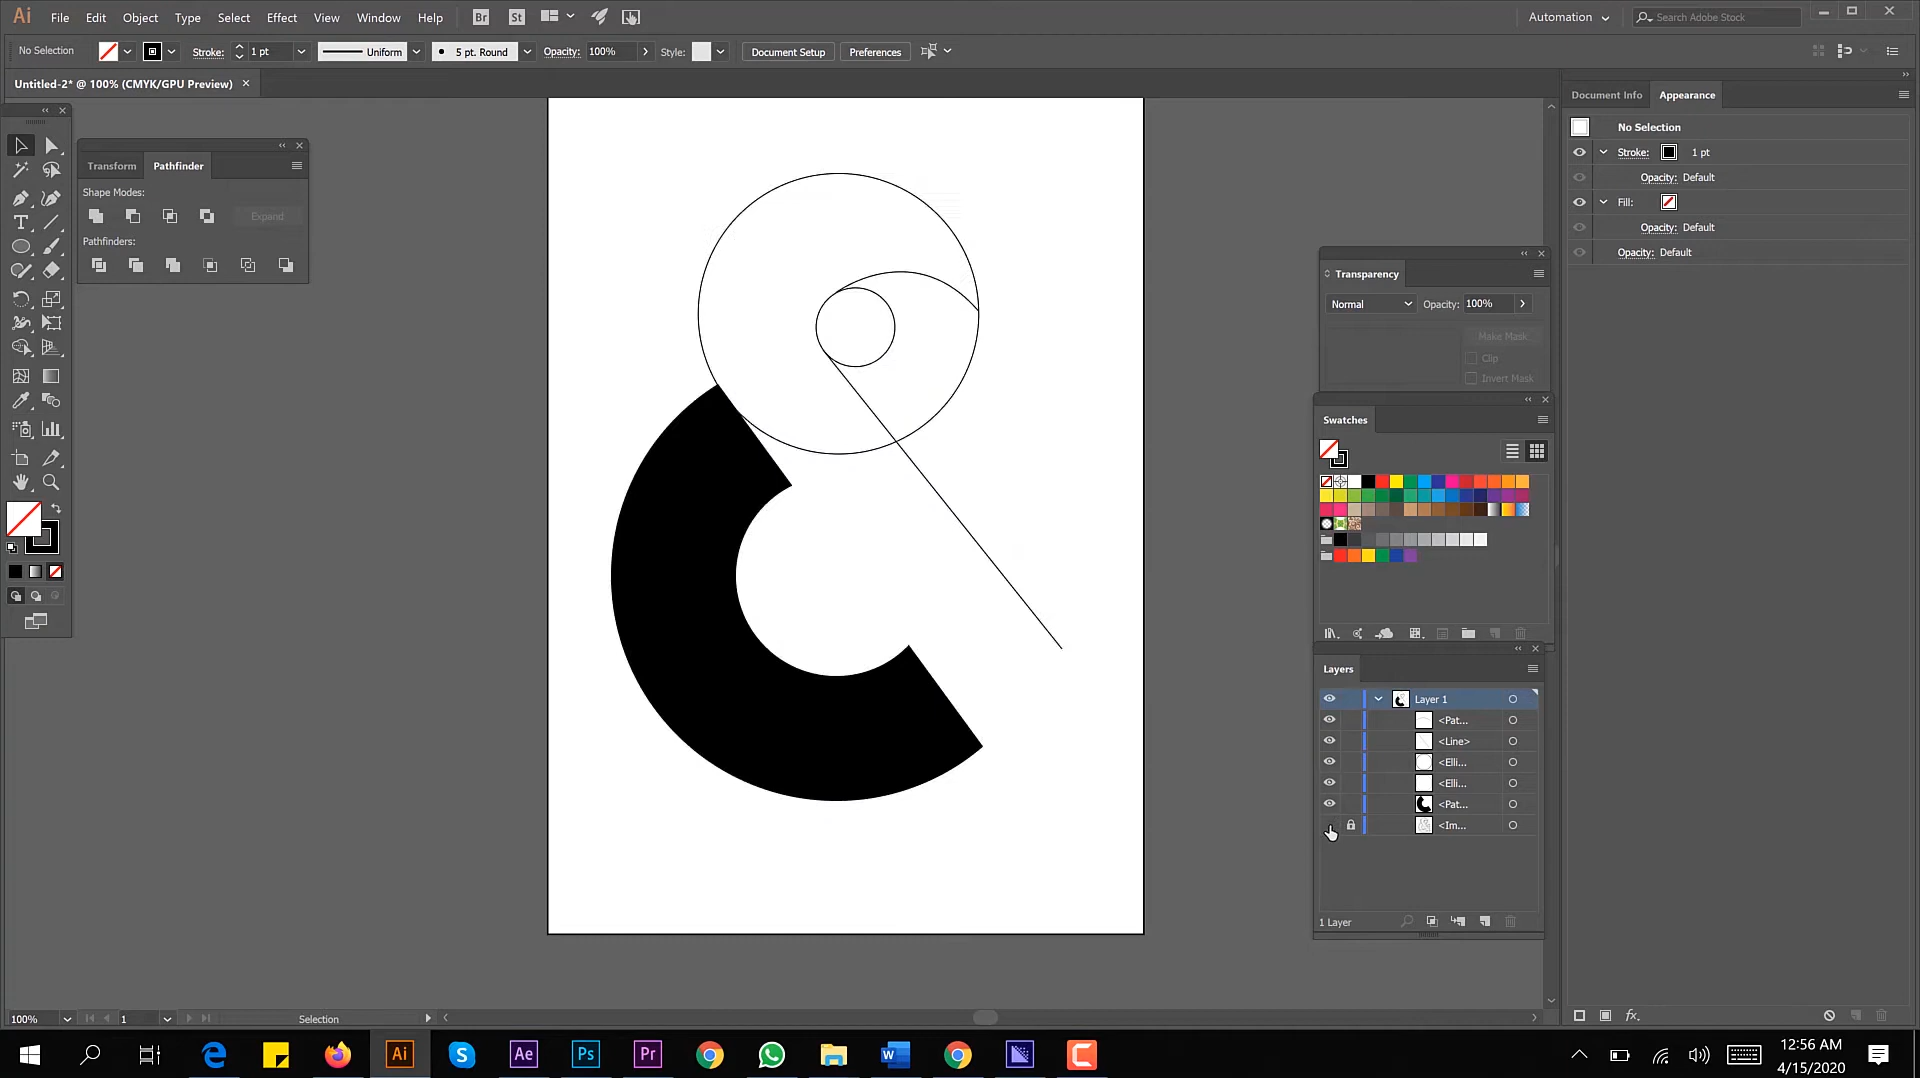 Ai File Edit Object Type Select Effect View Window Help Br St Automation Search Adobe Stock
No Selection Stroke: 1 pt Uniform 5 pt. Round Opacity: 100% Style: Document Setup Preferences
Untitled-2* @ 100% (CMYK/GPU Preview)
Document Info Appearance
No Selection
Stroke: 1 pt
Opacity: Default
Fill:
Opacity: Default
Opacity: Default
Transform Pathfinder
Shape Modes:
Expand
Pathfinders:
Transparency
Normal Opacity: 100%
Make Mask
Clip
Invert Mask
Swatches
Layers
Layer 1
<Pat...
<Line>
<Elli...
<Elli...
<Pat...
<Im...
1 Layer
100% 1 Selection
Ai Ae Ps Pr W
12:56 AM
4/15/2020